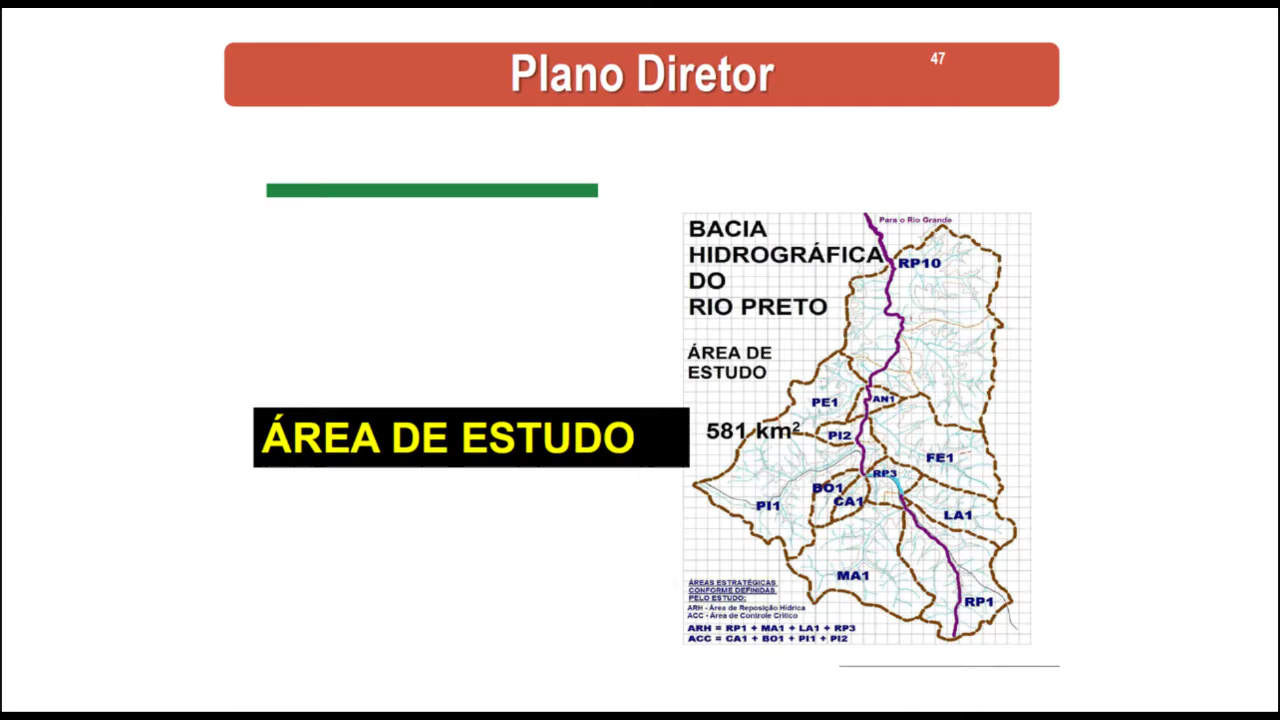 Plano Diretor
47
ÁREA DE ESTUDO
BACIA
HIDROGRÁFICA
DO
RIO PRETO
ÁREA DE
ESTUDO
581 km²
Para o Rio Grande
RP10
PE1
AN1
PI2
FE1
RP3
BO1
CA1
PI1
LA1
MA1
RP1
ÁREAS ESTRATÉGICAS
CONFORME DEFINIDAS
PELO ESTUDO:
ARH - Área de Reposição Hídrica
ACC - Área de Controle Crítico
ARH = RP1 + MA1 + LA1 + RP3
ACC = CA1 + BO1 + PI1 + PI2